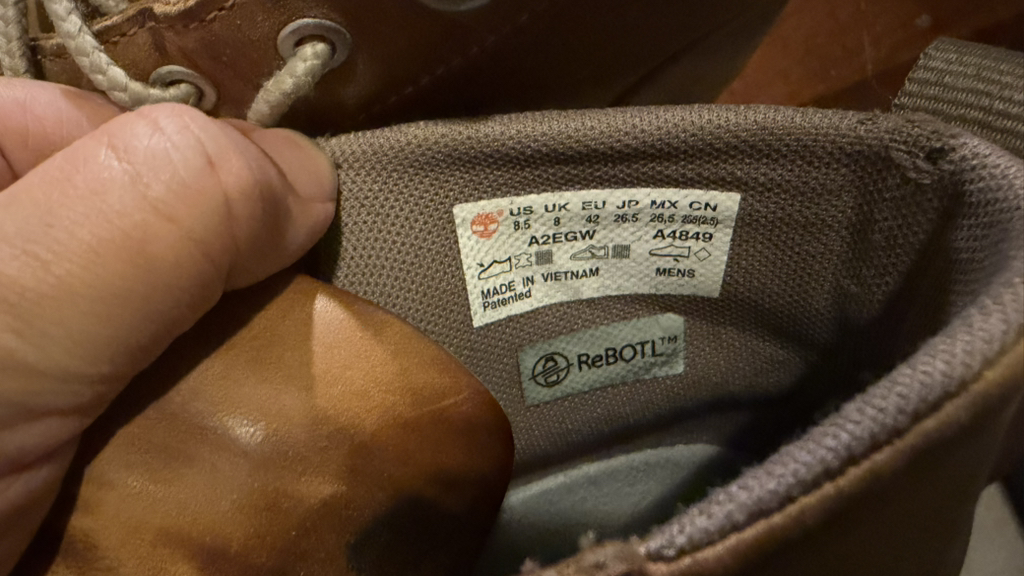 US UK EU JP MX CN
8.5 8 42 26.5 26.5 265(2.5)
A2EGW A4849
MADE IN VIETNAM MENS
Patented
ReBOTL™